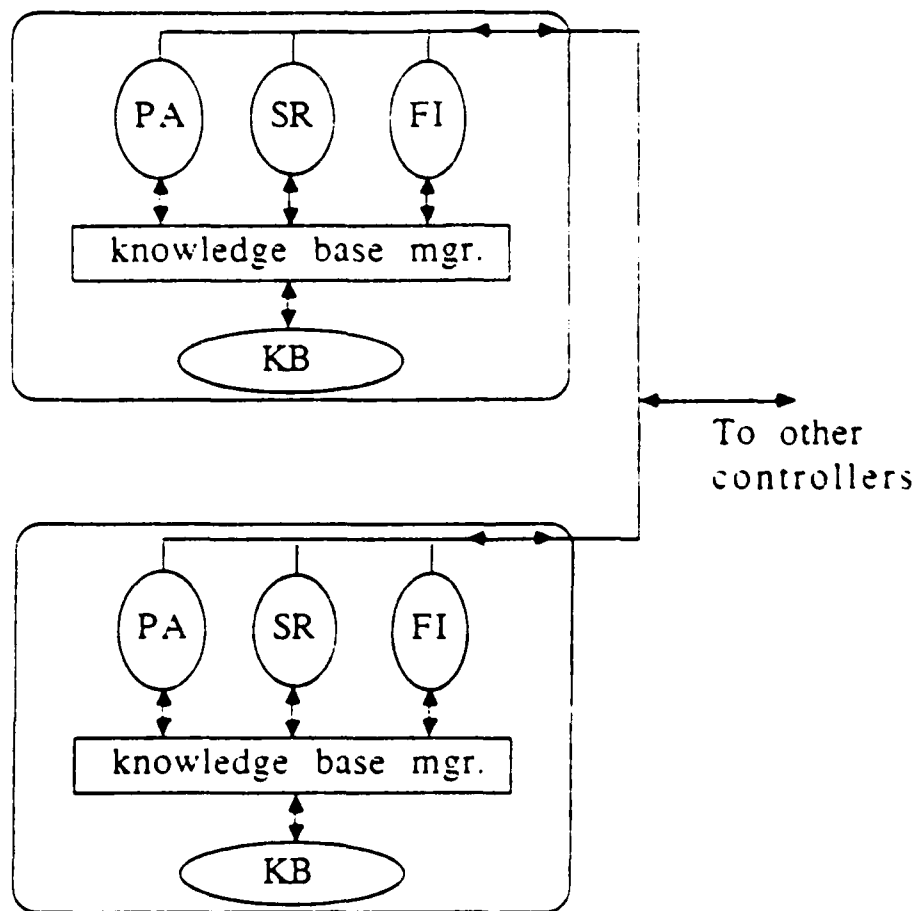 PA SR FI
knowledge base mgr.
KB
To other
controllers
PA SR FI
knowledge base mgr.
KB